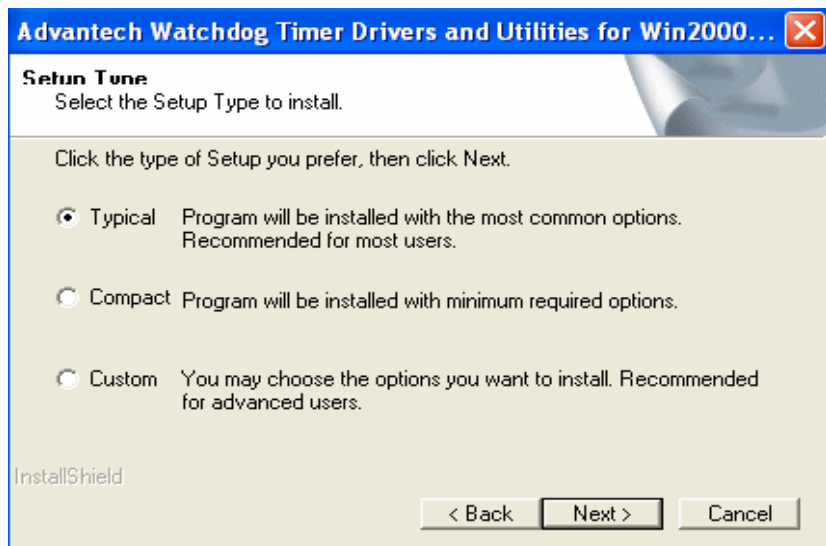 Advantech Watchdog Timer Drivers and Utilities for Win2000...
Setup Type
Select the Setup Type to install.
Click the type of Setup you prefer, then click Next.
Typical Program will be installed with the most common options.
Recommended for most users.
Compact Program will be installed with minimum required options.
Custom You may choose the options you want to install. Recommended
for advanced users.
InstallShield
< Back Next > Cancel